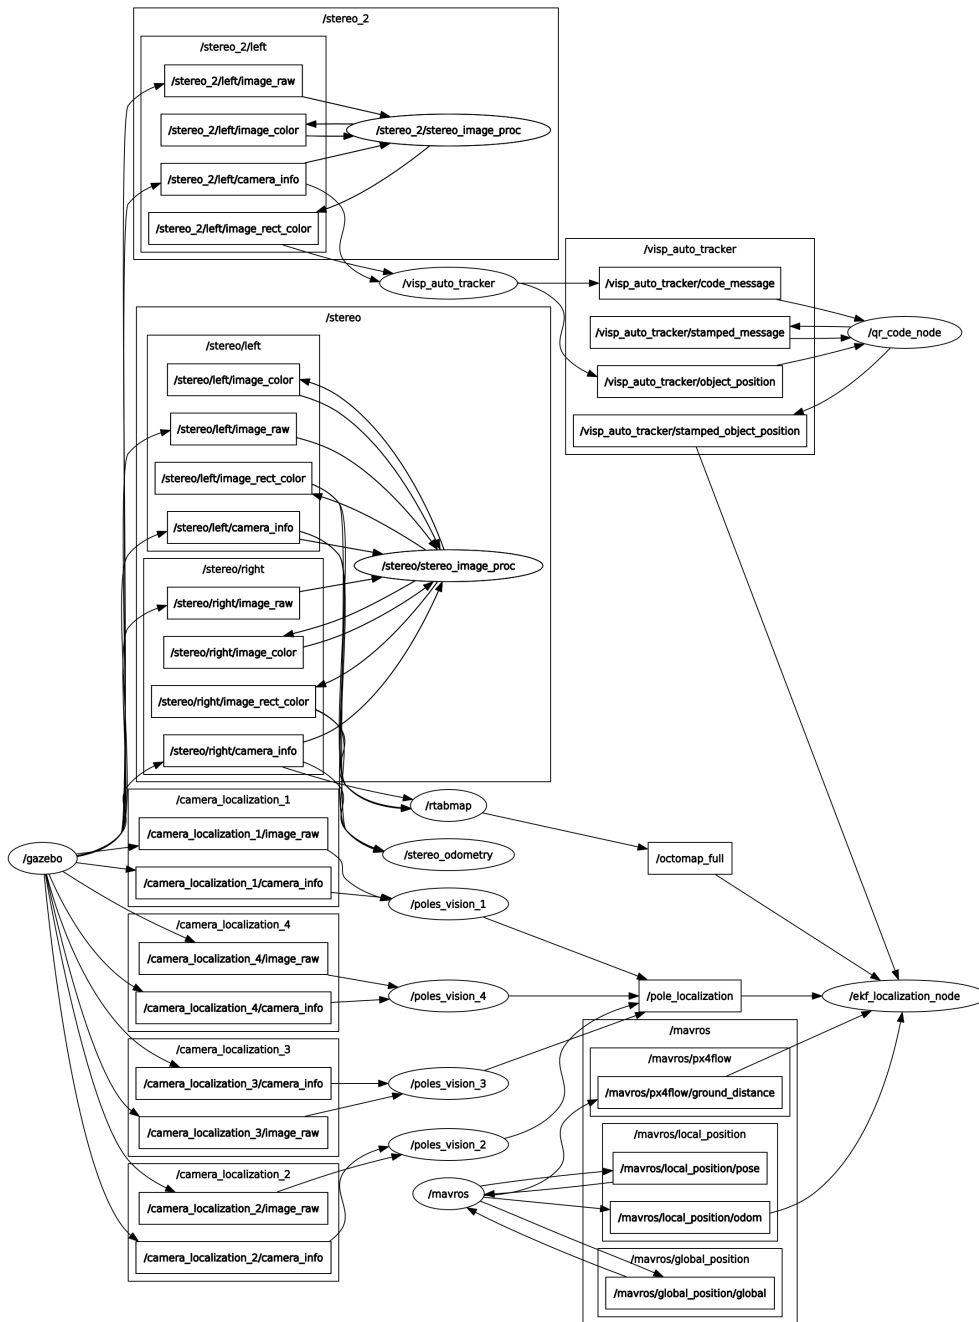 /stereo_2
/stereo_2/left
/stereo_2/left/image_raw
/stereo_2/left/image_color
/stereo_2/stereo_image_proc
/stereo_2/left/camera_info
/stereo_2/left/image_rect_color
/visp_auto_tracker
/visp_auto_tracker
/visp_auto_tracker/code_message
/visp_auto_tracker/stamped_message
/qr_code_node
/visp_auto_tracker/object_position
/visp_auto_tracker/stamped_object_position
/stereo
/stereo/left
/stereo/left/image_color
/stereo/left/image_raw
/stereo/left/image_rect_color
/stereo/left/camera_info
/stereo/stereo_image_proc
/stereo/right
/stereo/right/image_raw
/stereo/right/image_color
/stereo/right/image_rect_color
/stereo/right/camera_info
/camera_localization_1
/rtabmap
/camera_localization_1/image_raw
/gazebo
/stereo_odometry
/octomap_full
/camera_localization_1/camera_info
/poles_vision_1
/camera_localization_4
/camera_localization_4/image_raw
/camera_localization_4/camera_info
/poles_vision_4
/pole_localization
/ekf_localization_node
/camera_localization_3
/camera_localization_3/camera_info
/poles_vision_3
/camera_localization_3/image_raw
/mavros
/mavros/px4flow
/mavros/px4flow/ground_distance
/poles_vision_2
/mavros/local_position
/mavros/local_position/pose
/camera_localization_2
/mavros
/camera_localization_2/image_raw
/mavros/local_position/odom
/camera_localization_2/camera_info
/mavros/global_position
/mavros/global_position/global